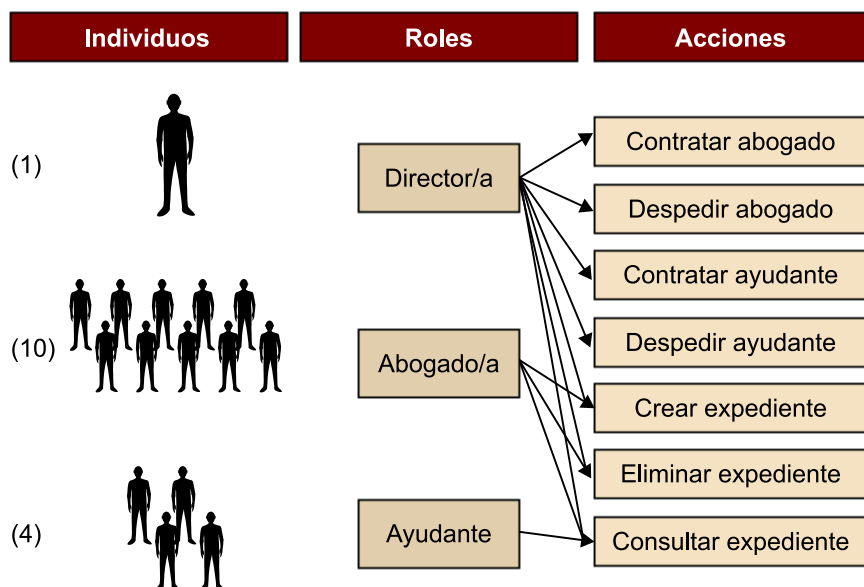 Individuos
Roles
Acciones
(1)
Director/a
Contratar abogado
Despedir abogado
Contratar ayudante
(10)
Abogado/a
Despedir ayudante
Crear expediente
Eliminar expediente
(4)
Ayudante
Consultar expediente